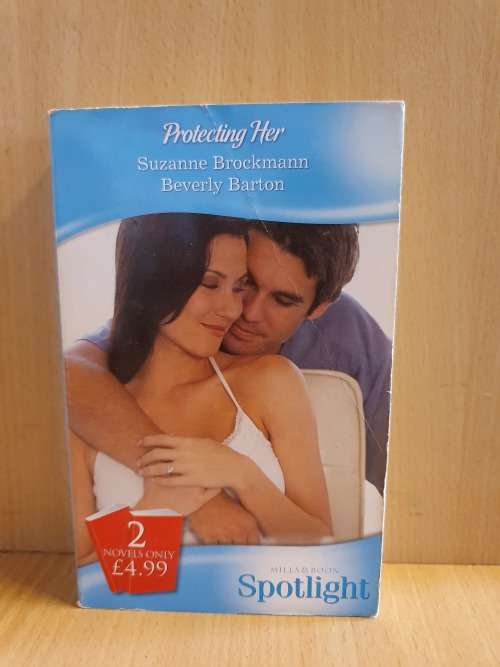 Protecting Her
Suzanne Brockmann
Beverly Barton
2
NOVELS ONLY
£4.99
MILLS & BOON
Spotlight